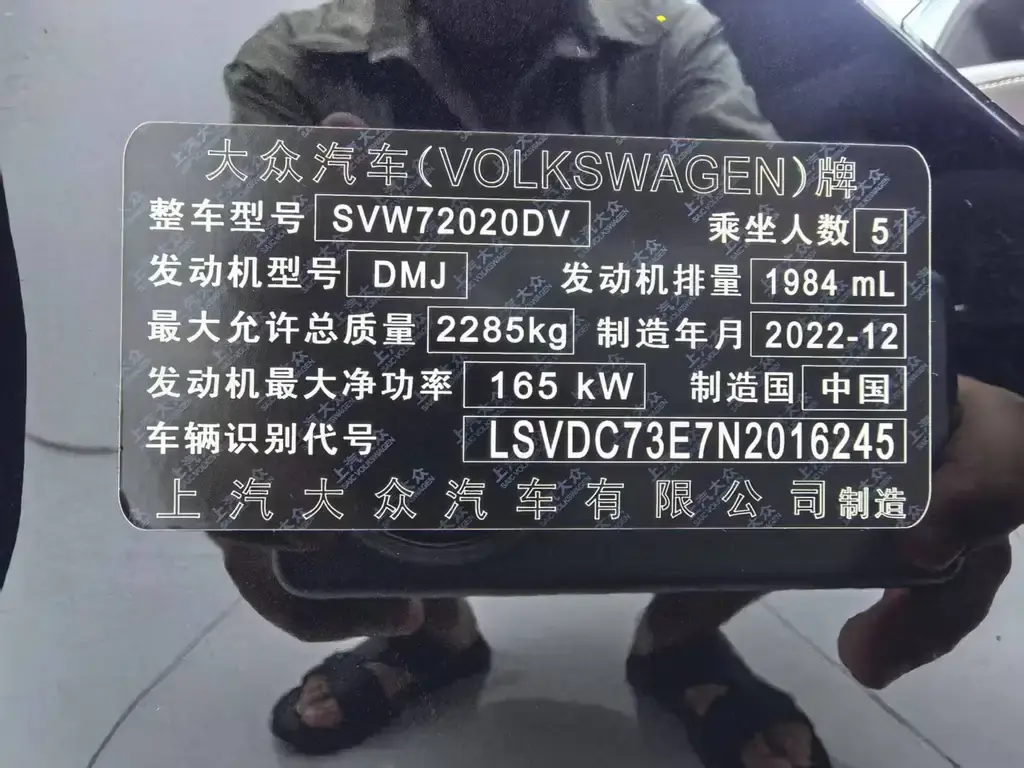 大众汽车(VOLKSWAGEN)牌
整车型号 SVW72020DV 乘坐人数 5
发动机型号 DMJ 发动机排量 1984 mL
最大允许总质量 2285kg 制造年月 2022-12
发动机最大净功率 165 kW 制造国 中国
车辆识别代号 LSVDC73E7N2016245
上汽大众汽车有限公司制造